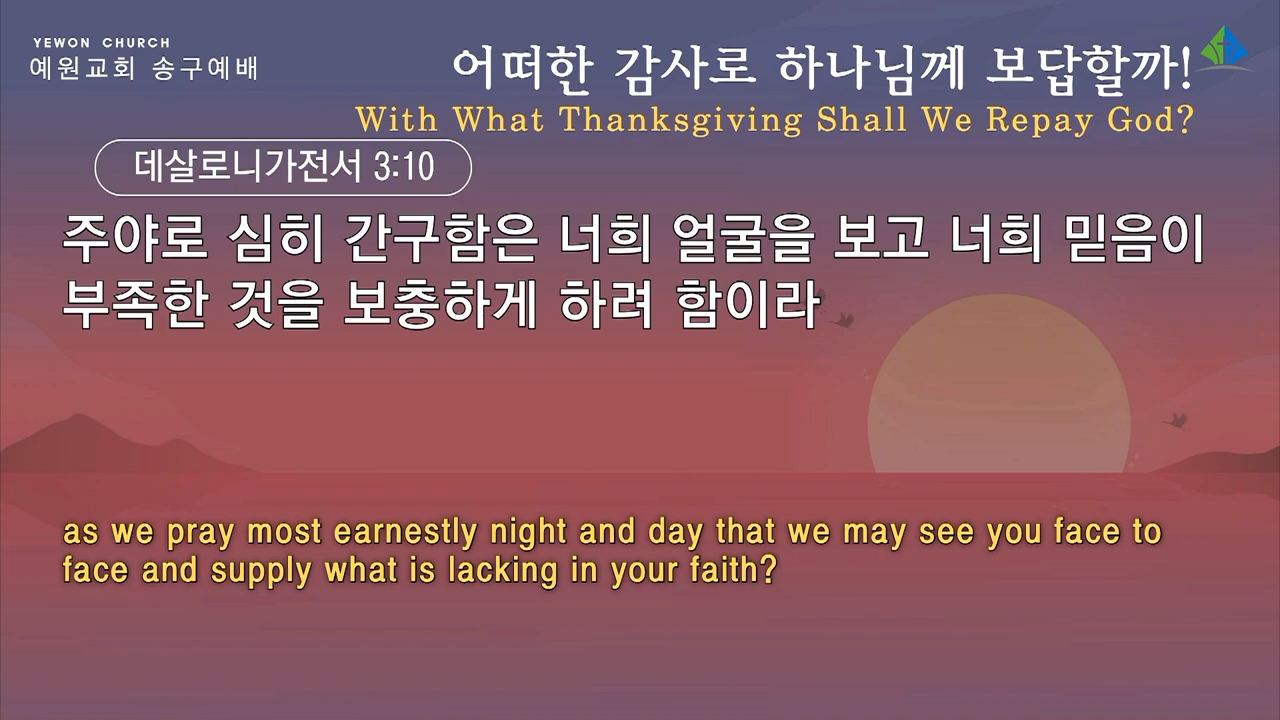 YEWON CHURCH
예원교회 송구예배
어떠한 감사로 하나님께 보답할까!
With What Thanksgiving Shall We Repay God?
데살로니가전서 3:10
주야로 심히 간구함은 너희 얼굴을 보고 너희 믿음이
부족한 것을 보충하게 하려 함이라
as we pray most earnestly night and day that we may see you face to
face and supply what is lacking in your faith?